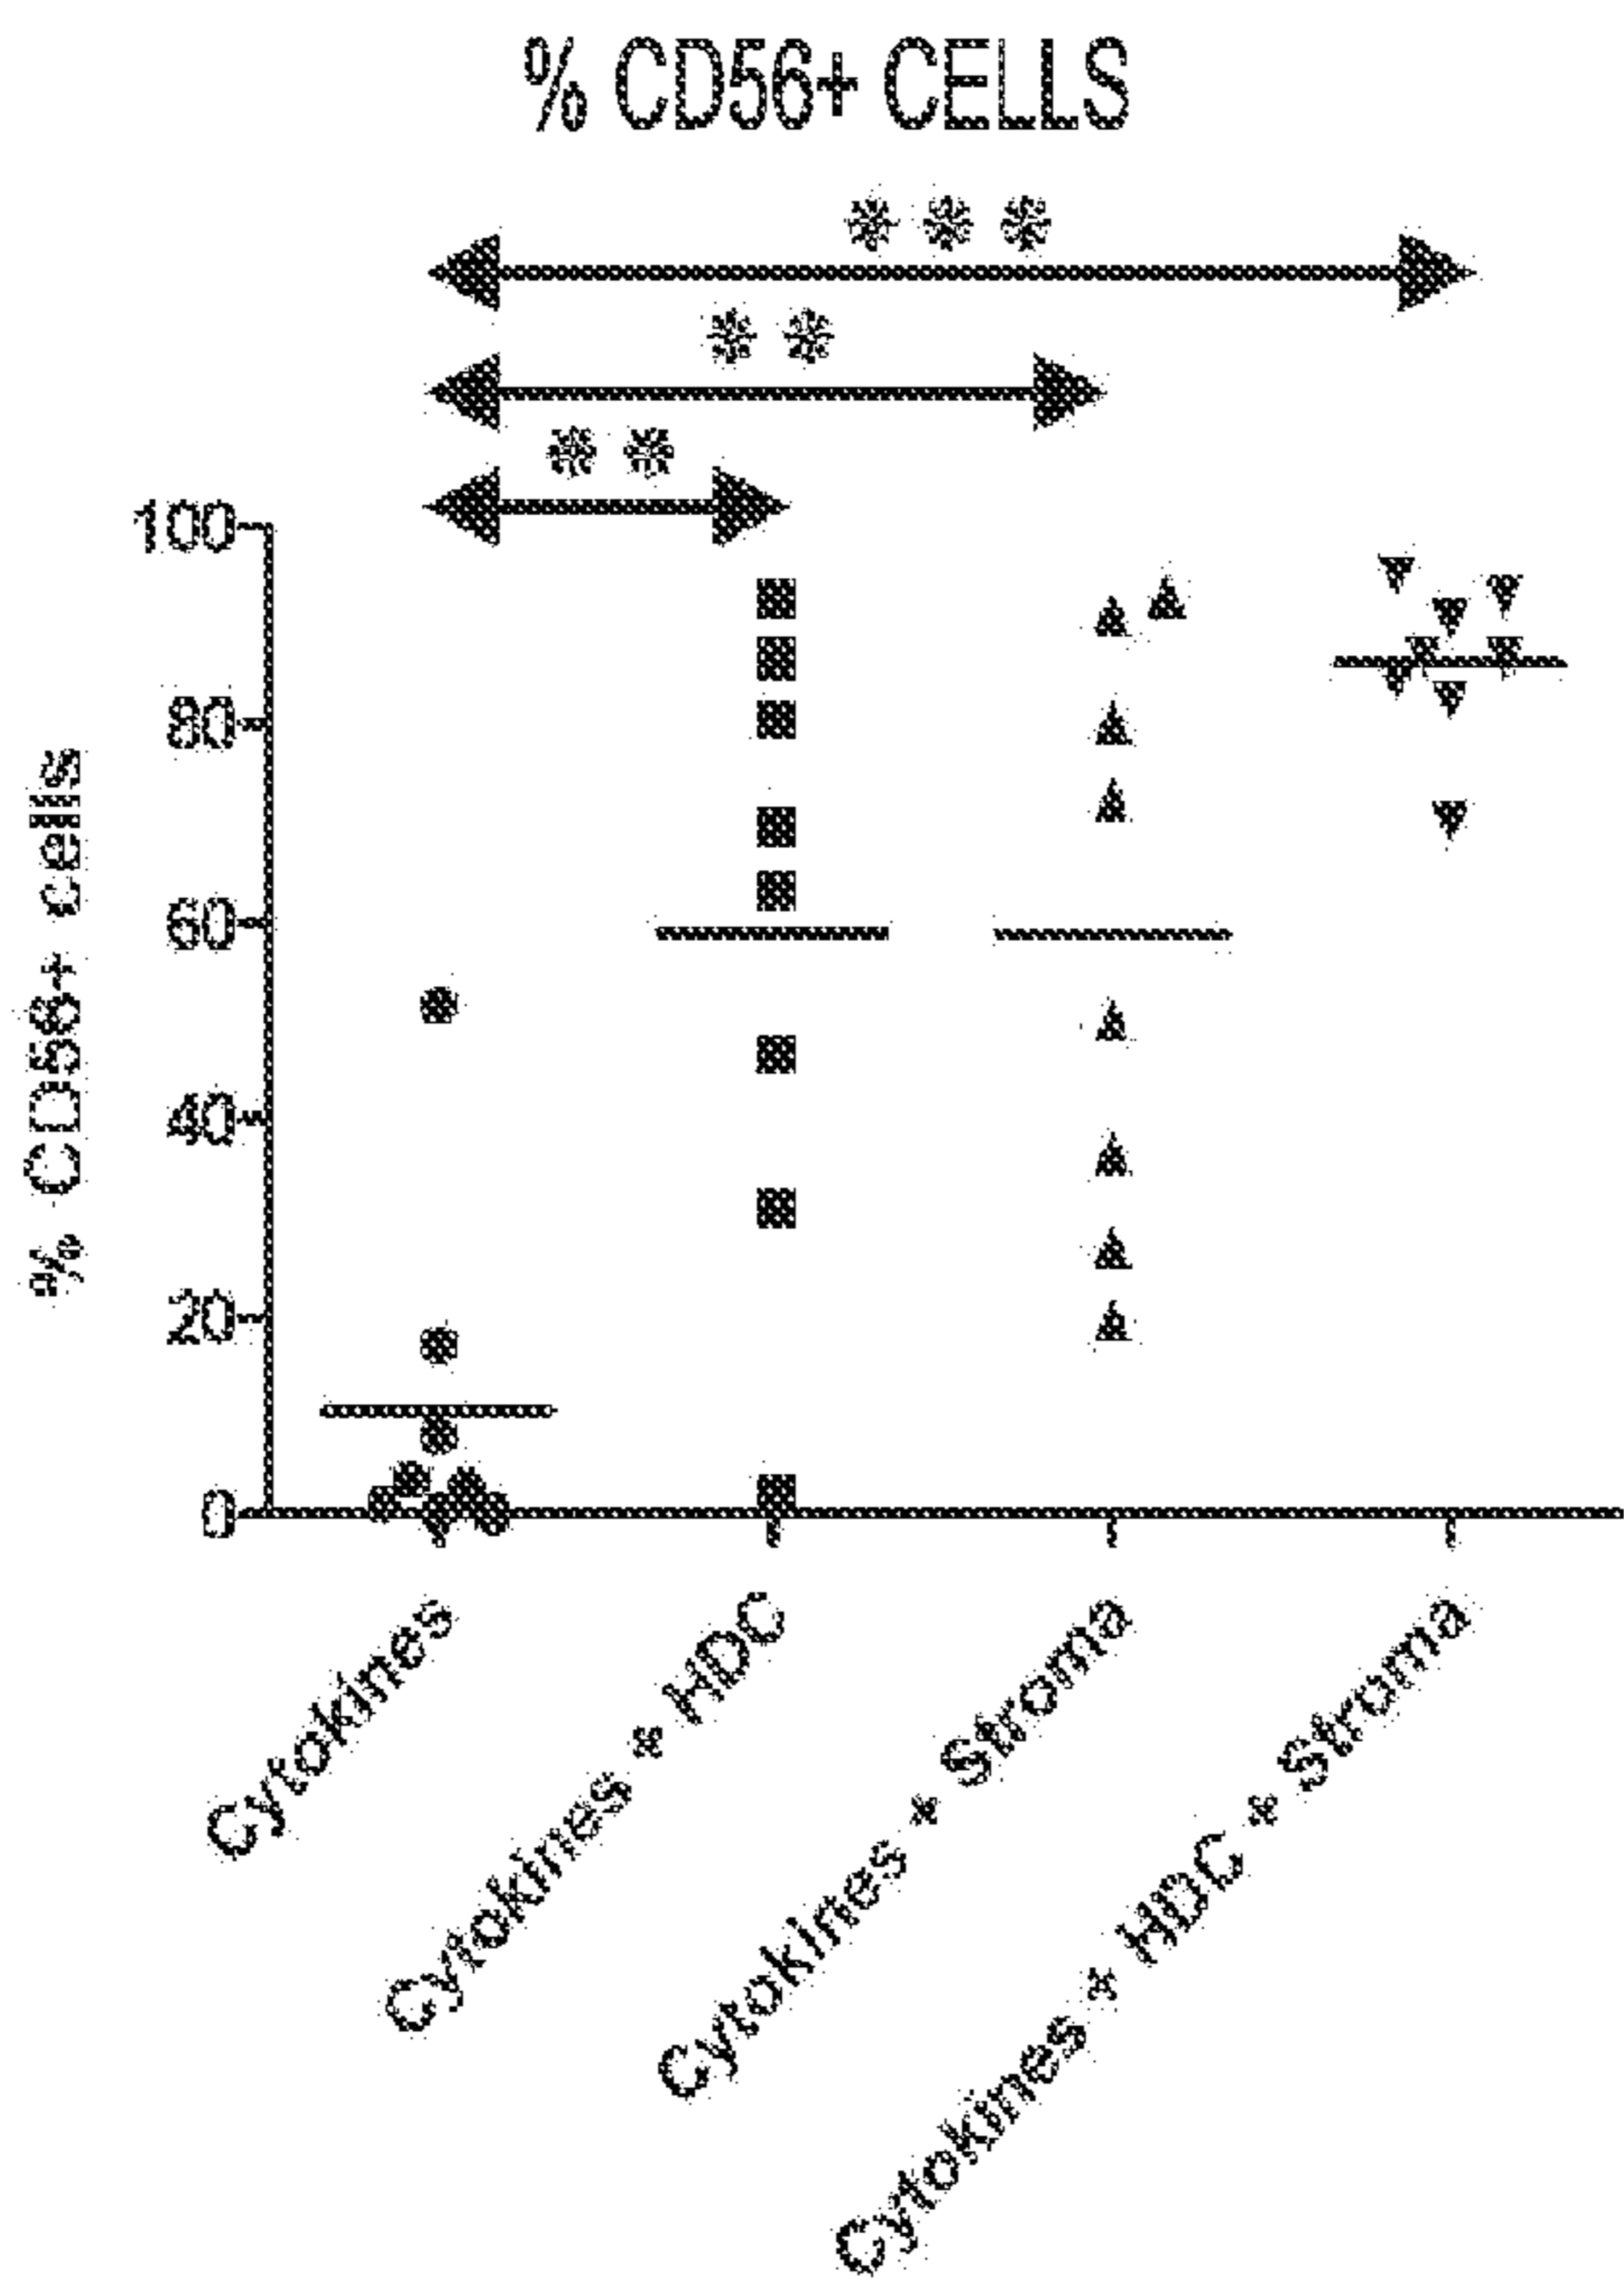 % CD56+ CELLS
* * *
* *
* *
100
80
60
40
20
0
% CD56+ cells
Cytokines
Cytokines + HDC
Cytokines + Stroma
Cytokines + HDC + Stroma